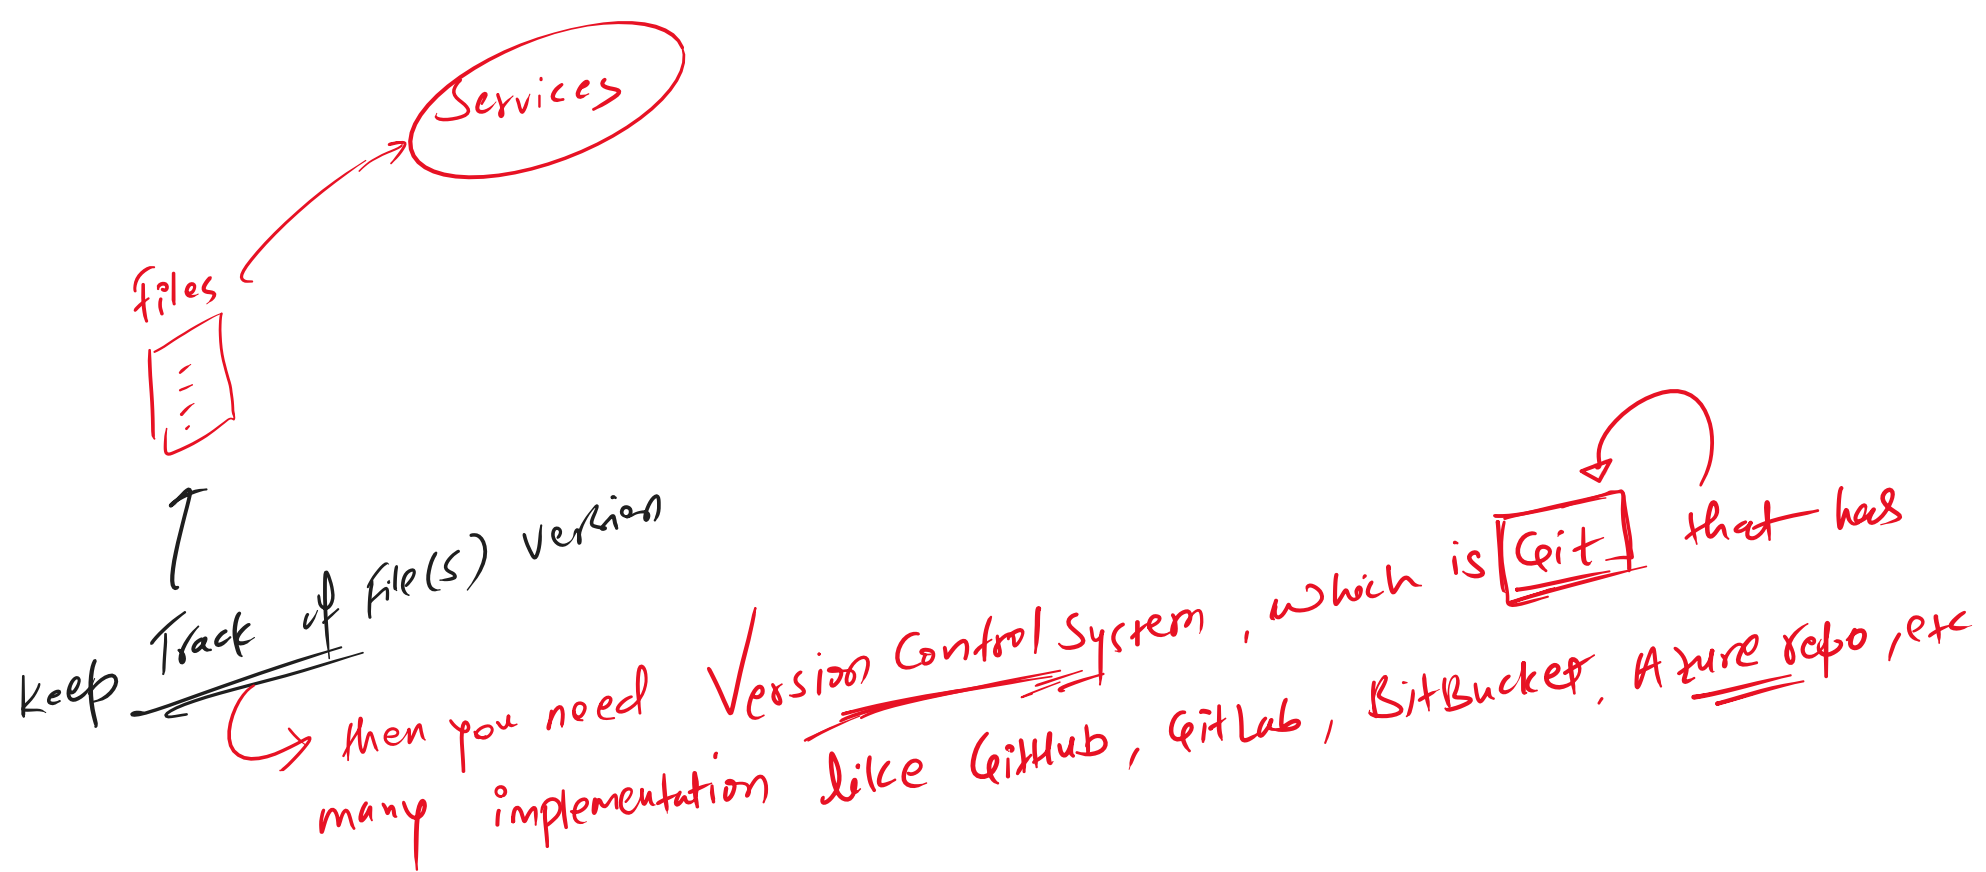 Services
Files
Keep Track of File(s) version
then you need Version Control System, which is Git that has
many implementation like GitHub, GitLab, BitBucket, Azure repo, etc